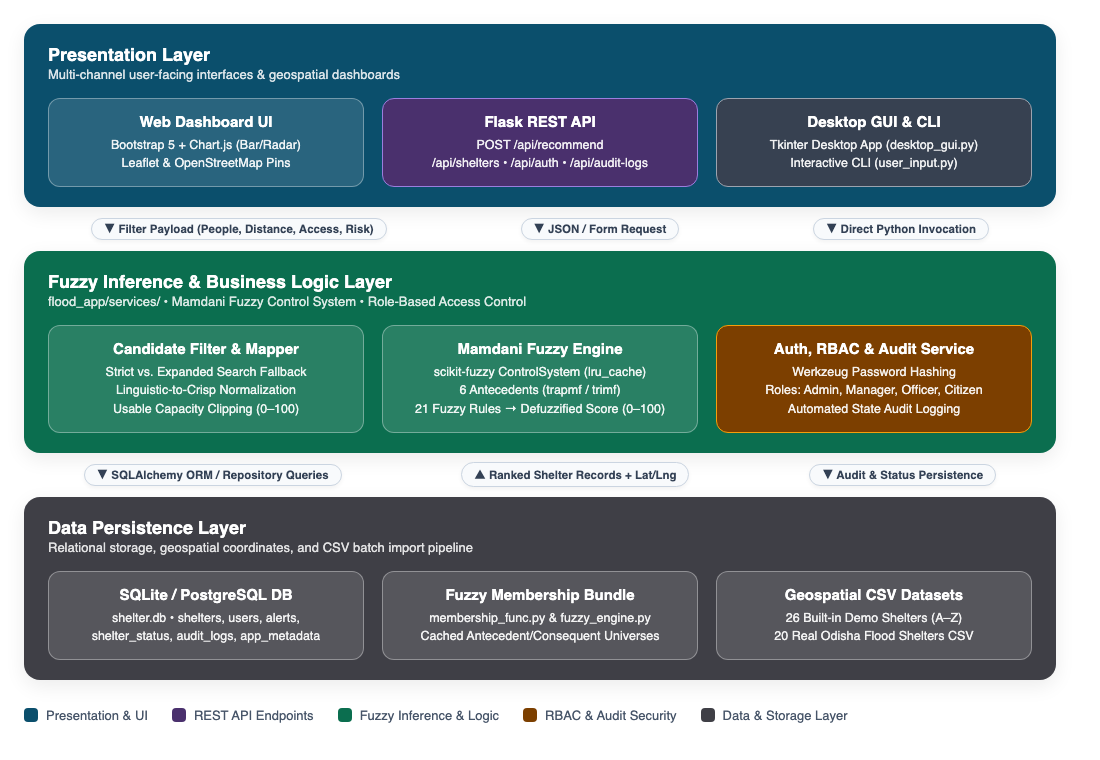 Presentation Layer
Multi-channel user-facing interfaces & geospatial dashboards
Web Dashboard UI
Bootstrap 5 + Chart.js (Bar/Radar)
Leaflet & OpenStreetMap Pins
Flask REST API
POST /api/recommend
/api/shelters • /api/auth • /api/audit-logs
Desktop GUI & CLI
Tkinter Desktop App (desktop_gui.py)
Interactive CLI (user_input.py)
▼ Filter Payload (People, Distance, Access, Risk)
▼ JSON / Form Request
▼ Direct Python Invocation
Fuzzy Inference & Business Logic Layer
flood_app/services/ • Mamdani Fuzzy Control System • Role-Based Access Control
Candidate Filter & Mapper
Strict vs. Expanded Search Fallback
Linguistic-to-Crisp Normalization
Usable Capacity Clipping (0–100)
Mamdani Fuzzy Engine
scikit-fuzzy ControlSystem (lru_cache)
6 Antecedents (trapmf / trimf)
21 Fuzzy Rules → Defuzzified Score (0–100)
Auth, RBAC & Audit Service
Werkzeug Password Hashing
Roles: Admin, Manager, Officer, Citizen
Automated State Audit Logging
▼ SQLAlchemy ORM / Repository Queries
▲ Ranked Shelter Records + Lat/Lng
▼ Audit & Status Persistence
Data Persistence Layer
Relational storage, geospatial coordinates, and CSV batch import pipeline
SQLite / PostgreSQL DB
shelter.db • shelters, users, alerts,
shelter_status, audit_logs, app_metadata
Fuzzy Membership Bundle
membership_func.py & fuzzy_engine.py
Cached Antecedent/Consequent Universes
Geospatial CSV Datasets
26 Built-in Demo Shelters (A–Z)
20 Real Odisha Flood Shelters CSV
Presentation & UI
REST API Endpoints
Fuzzy Inference & Logic
RBAC & Audit Security
Data & Storage Layer